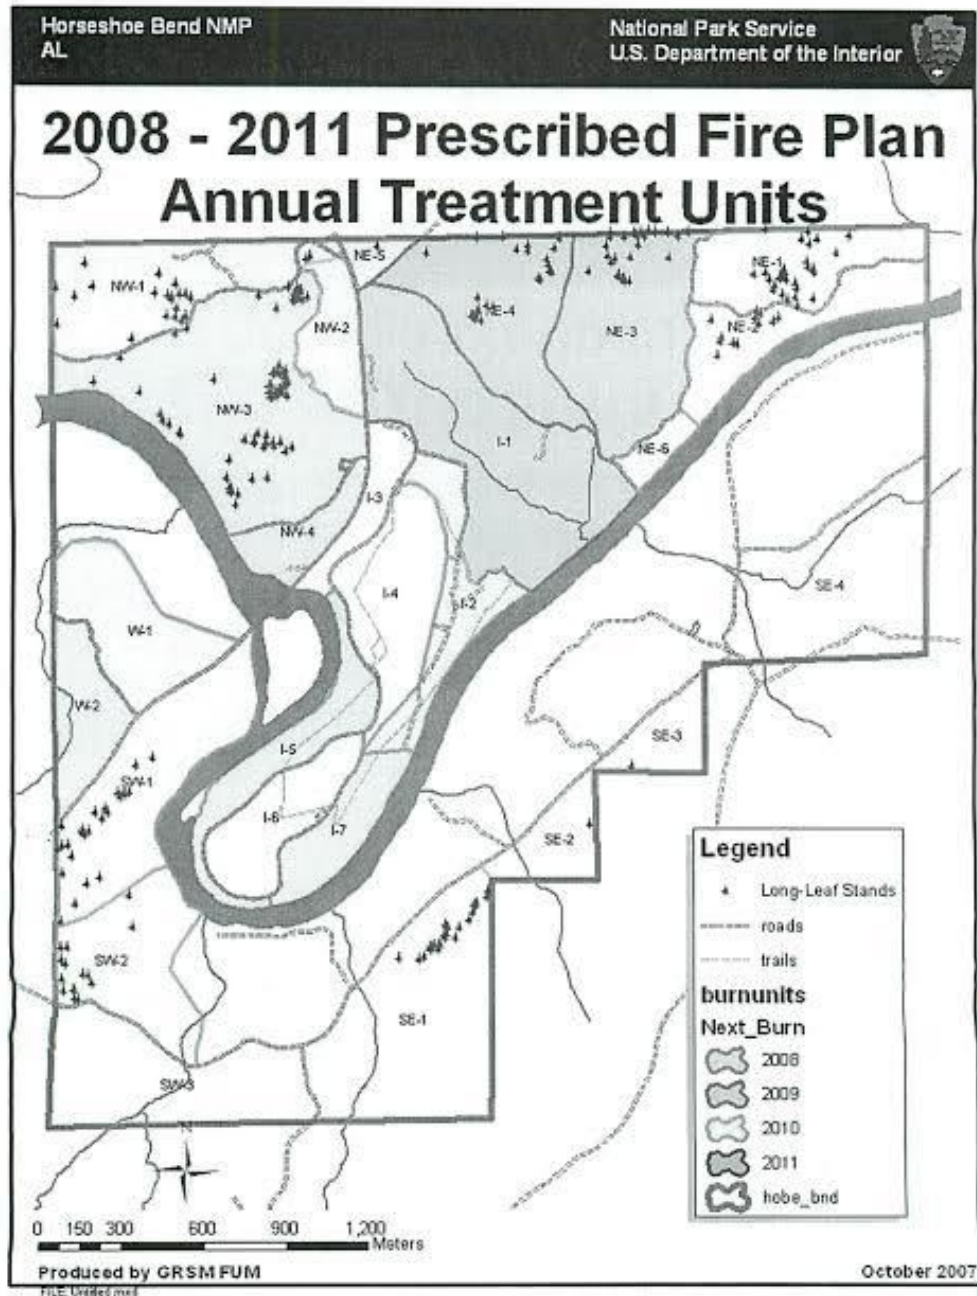 Horseshoe Bend NMP
AL
National Park Service
U.S. Department of the Interior
2008 - 2011 Prescribed Fire Plan
Annual Treatment Units
NE-5
NE-1
NW-1
NW-2
NE-4
NE-3
NE-2
NW-3
I-1
NE-6
I-3
NW-4
I-4
I-2
SE-4
W-1
W-2
SE-3
I-5
SW-1
I-6
I-7
SE-2
SW-2
SE-1
SW-3
Legend
Long-Leaf Stands
roads
trails
burnunits
Next_Burn
2008
2009
2010
2011
hobe_bnd
N
0 150 300 600 900 1,200
Meters
Produced by GRSM FUM
October 2007
FILE: Untitled.mxd